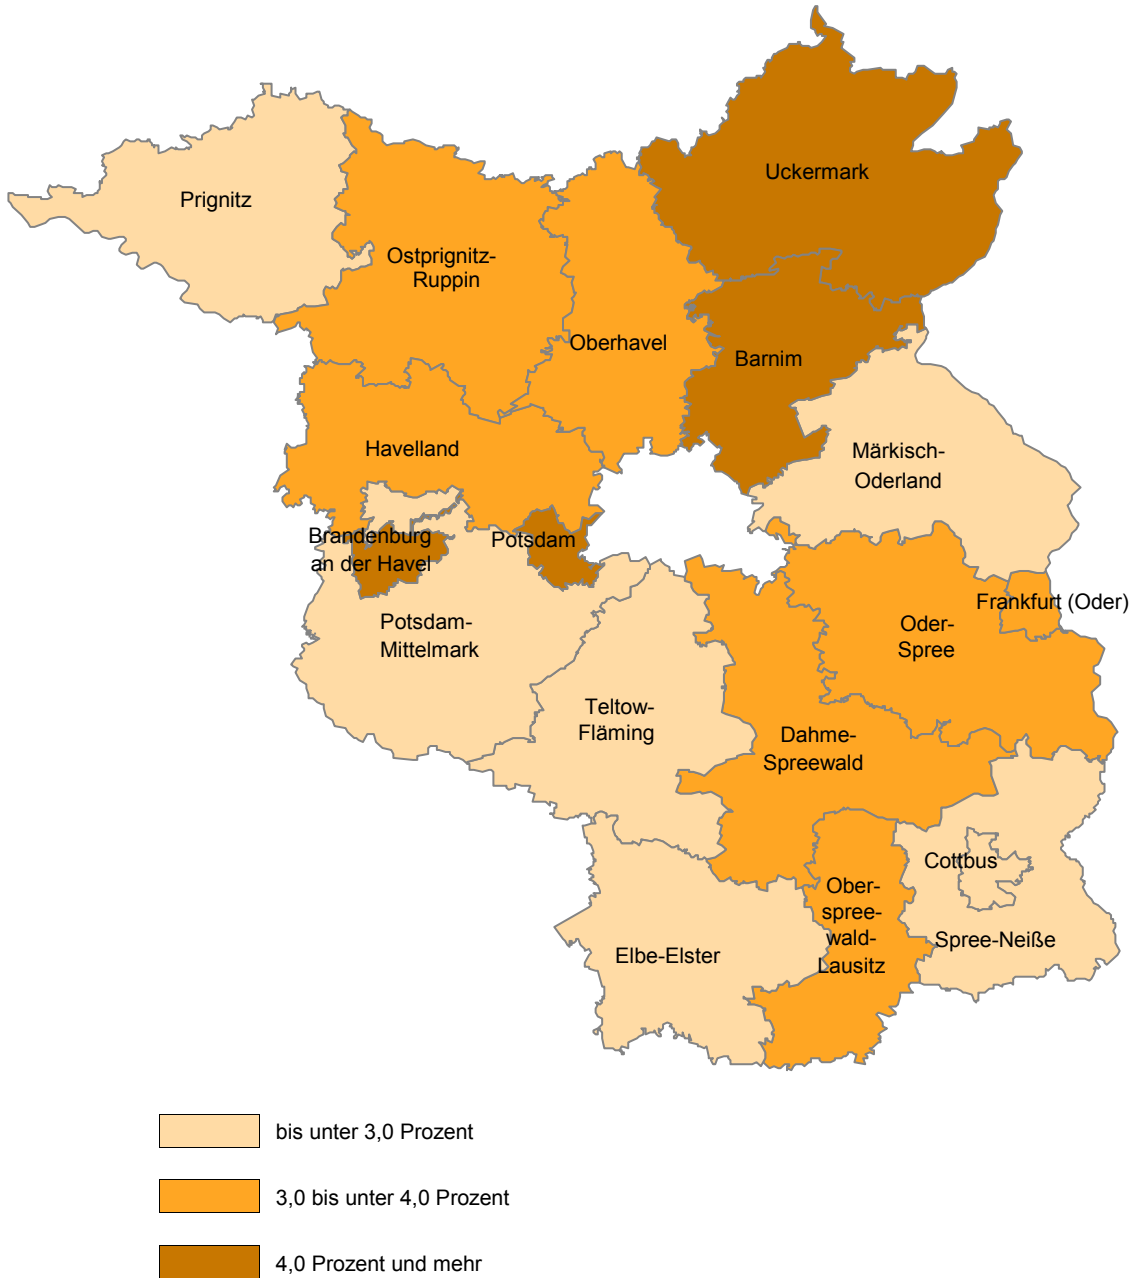 Prignitz
Uckermark
Ostprignitz-
Ruppin
Oberhavel
Barnim
Havelland
Märkisch-
Oderland
Brandenburg
an der Havel
Potsdam
Frankfurt (Oder)
Potsdam-
Mittelmark
Oder-
Spree
Teltow-
Fläming
Dahme-
Spreewald
Cottbus
Ober-
spree-
wald-
Lausitz
Spree-Neiße
Elbe-Elster
bis unter 3,0 Prozent
3,0 bis unter 4,0 Prozent
4,0 Prozent und mehr